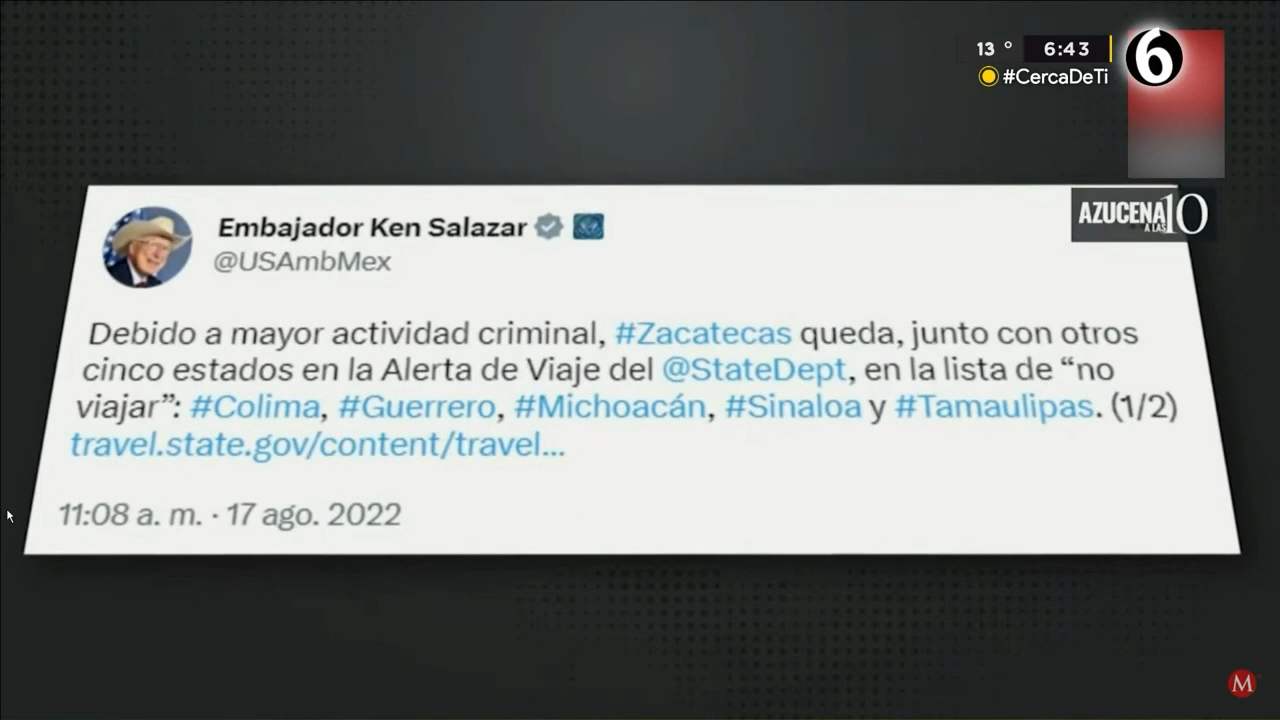 13 ° 6:43
6
#CercaDeTi
AZUCENA
A LAS 10
Embajador Ken Salazar
@USAmbMex
Debido a mayor actividad criminal, #Zacatecas queda, junto con otros
cinco estados en la Alerta de Viaje del @StateDept, en la lista de “no
viajar”: #Colima, #Guerrero, #Michoacán, #Sinaloa y #Tamaulipas. (1/2)
travel.state.gov/content/travel...
11:08 a. m. · 17 ago. 2022
M